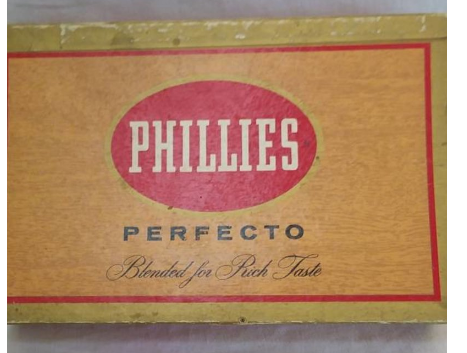 PHILLIES
PERFECTO
Blended for Rich Taste